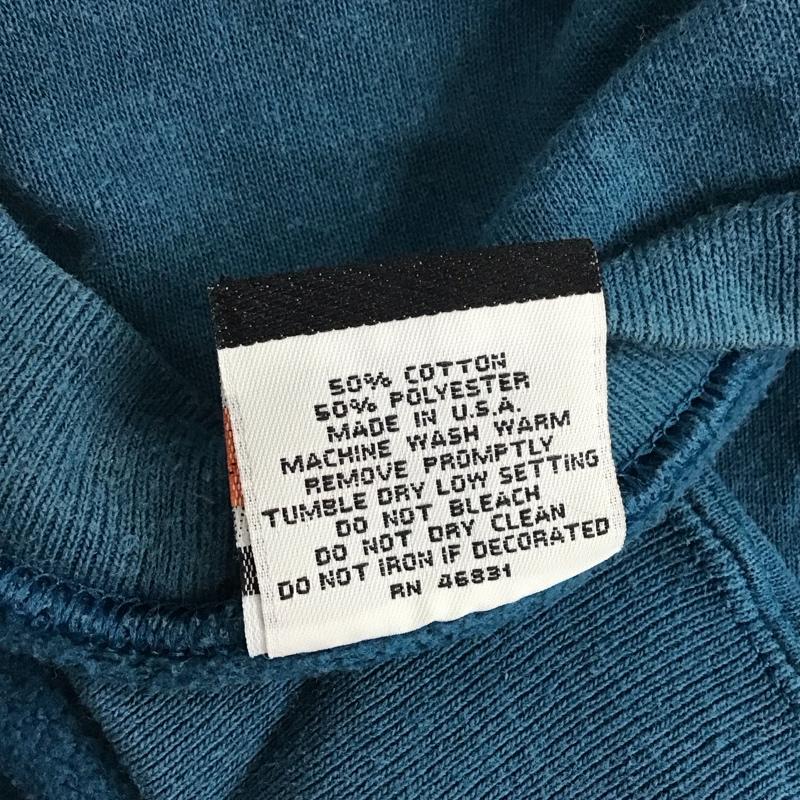 50% COTTON
50% POLYESTER
MADE IN U.S.A.
MACHINE WASH WARM
REMOVE PROMPTLY
TUMBLE DRY LOW SETTING
DO NOT BLEACH
DO NOT DRY CLEAN
DO NOT IRON IF DECORATED
RN 46831